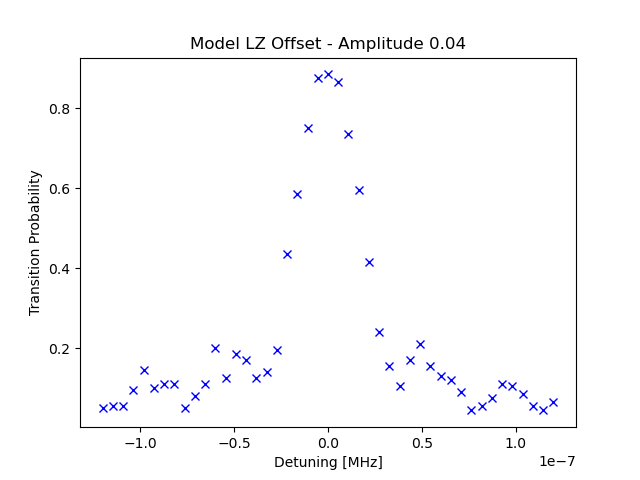 Model LZ Offset - Amplitude 0.04
Transition Probability
0.8
0.6
0.4
0.2
−1.0 −0.5 0.0 0.5 1.0
1e−7
Detuning [MHz]